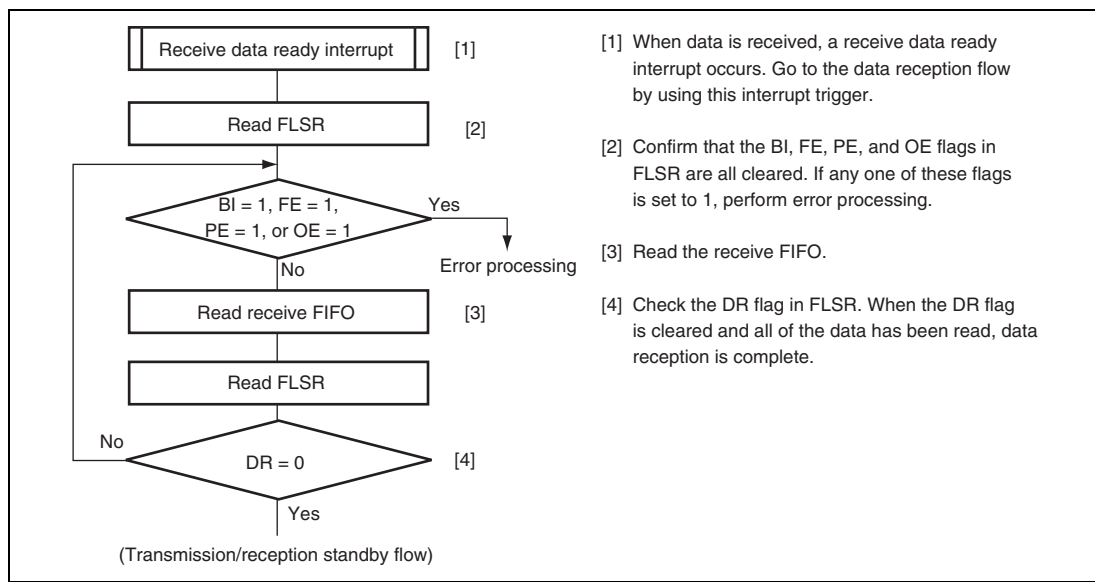 Receive data ready interrupt
[1]
Read FLSR
[2]
BI = 1, FE = 1,
PE = 1, or OE = 1
Yes
Error processing
No
Read receive FIFO
[3]
Read FLSR
No
DR = 0
[4]
Yes
(Transmission/reception standby flow)
[1] When data is received, a receive data ready
interrupt occurs. Go to the data reception flow
by using this interrupt trigger.
[2] Confirm that the BI, FE, PE, and OE flags in
FLSR are all cleared. If any one of these flags
is set to 1, perform error processing.
[3] Read the receive FIFO.
[4] Check the DR flag in FLSR. When the DR flag
is cleared and all of the data has been read, data
reception is complete.